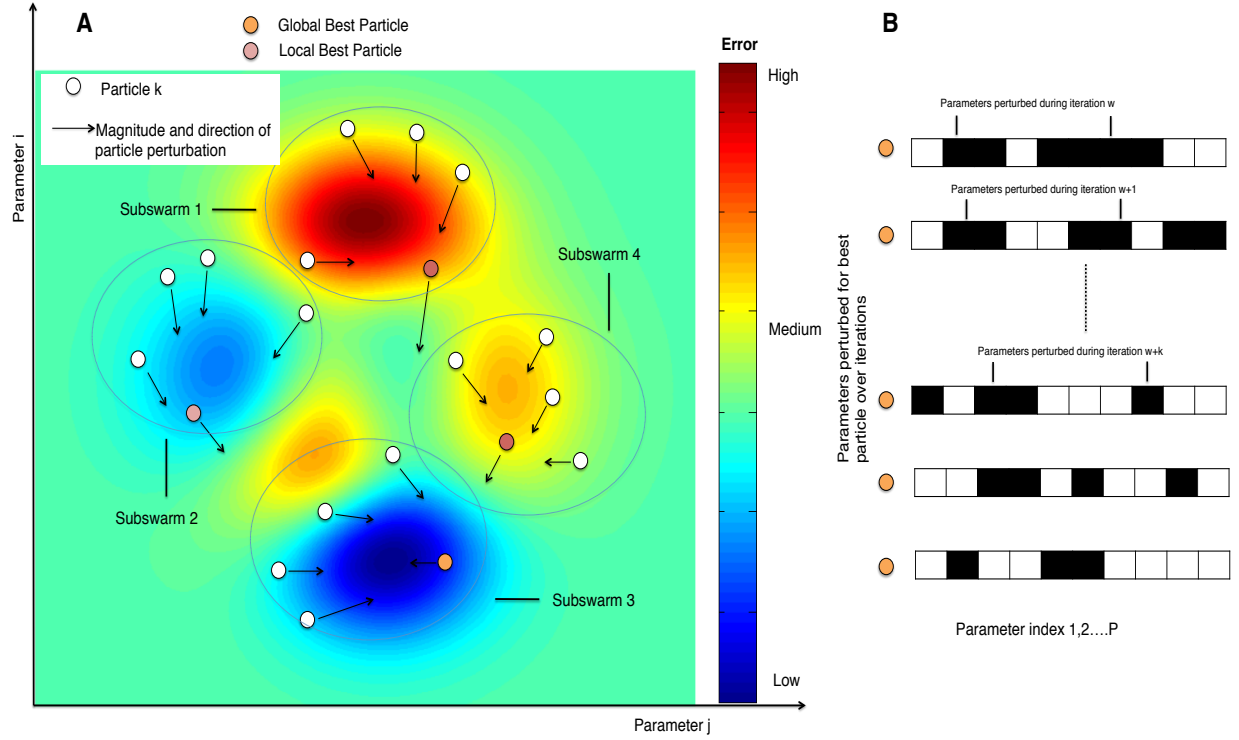 A
Global Best Particle
Local Best Particle
Particle k
Magnitude and direction of
particle perturbation
Parameter i
Subswarm 1
Subswarm 4
Subswarm 2
Subswarm 3
Parameter j
Error
High
Medium
Low
B
Parameters perturbed during iteration w
Parameters perturbed during iteration w+1
Parameters perturbed during iteration w+k
Parameters perturbed for best
particle over iterations
Parameter index 1,2....P